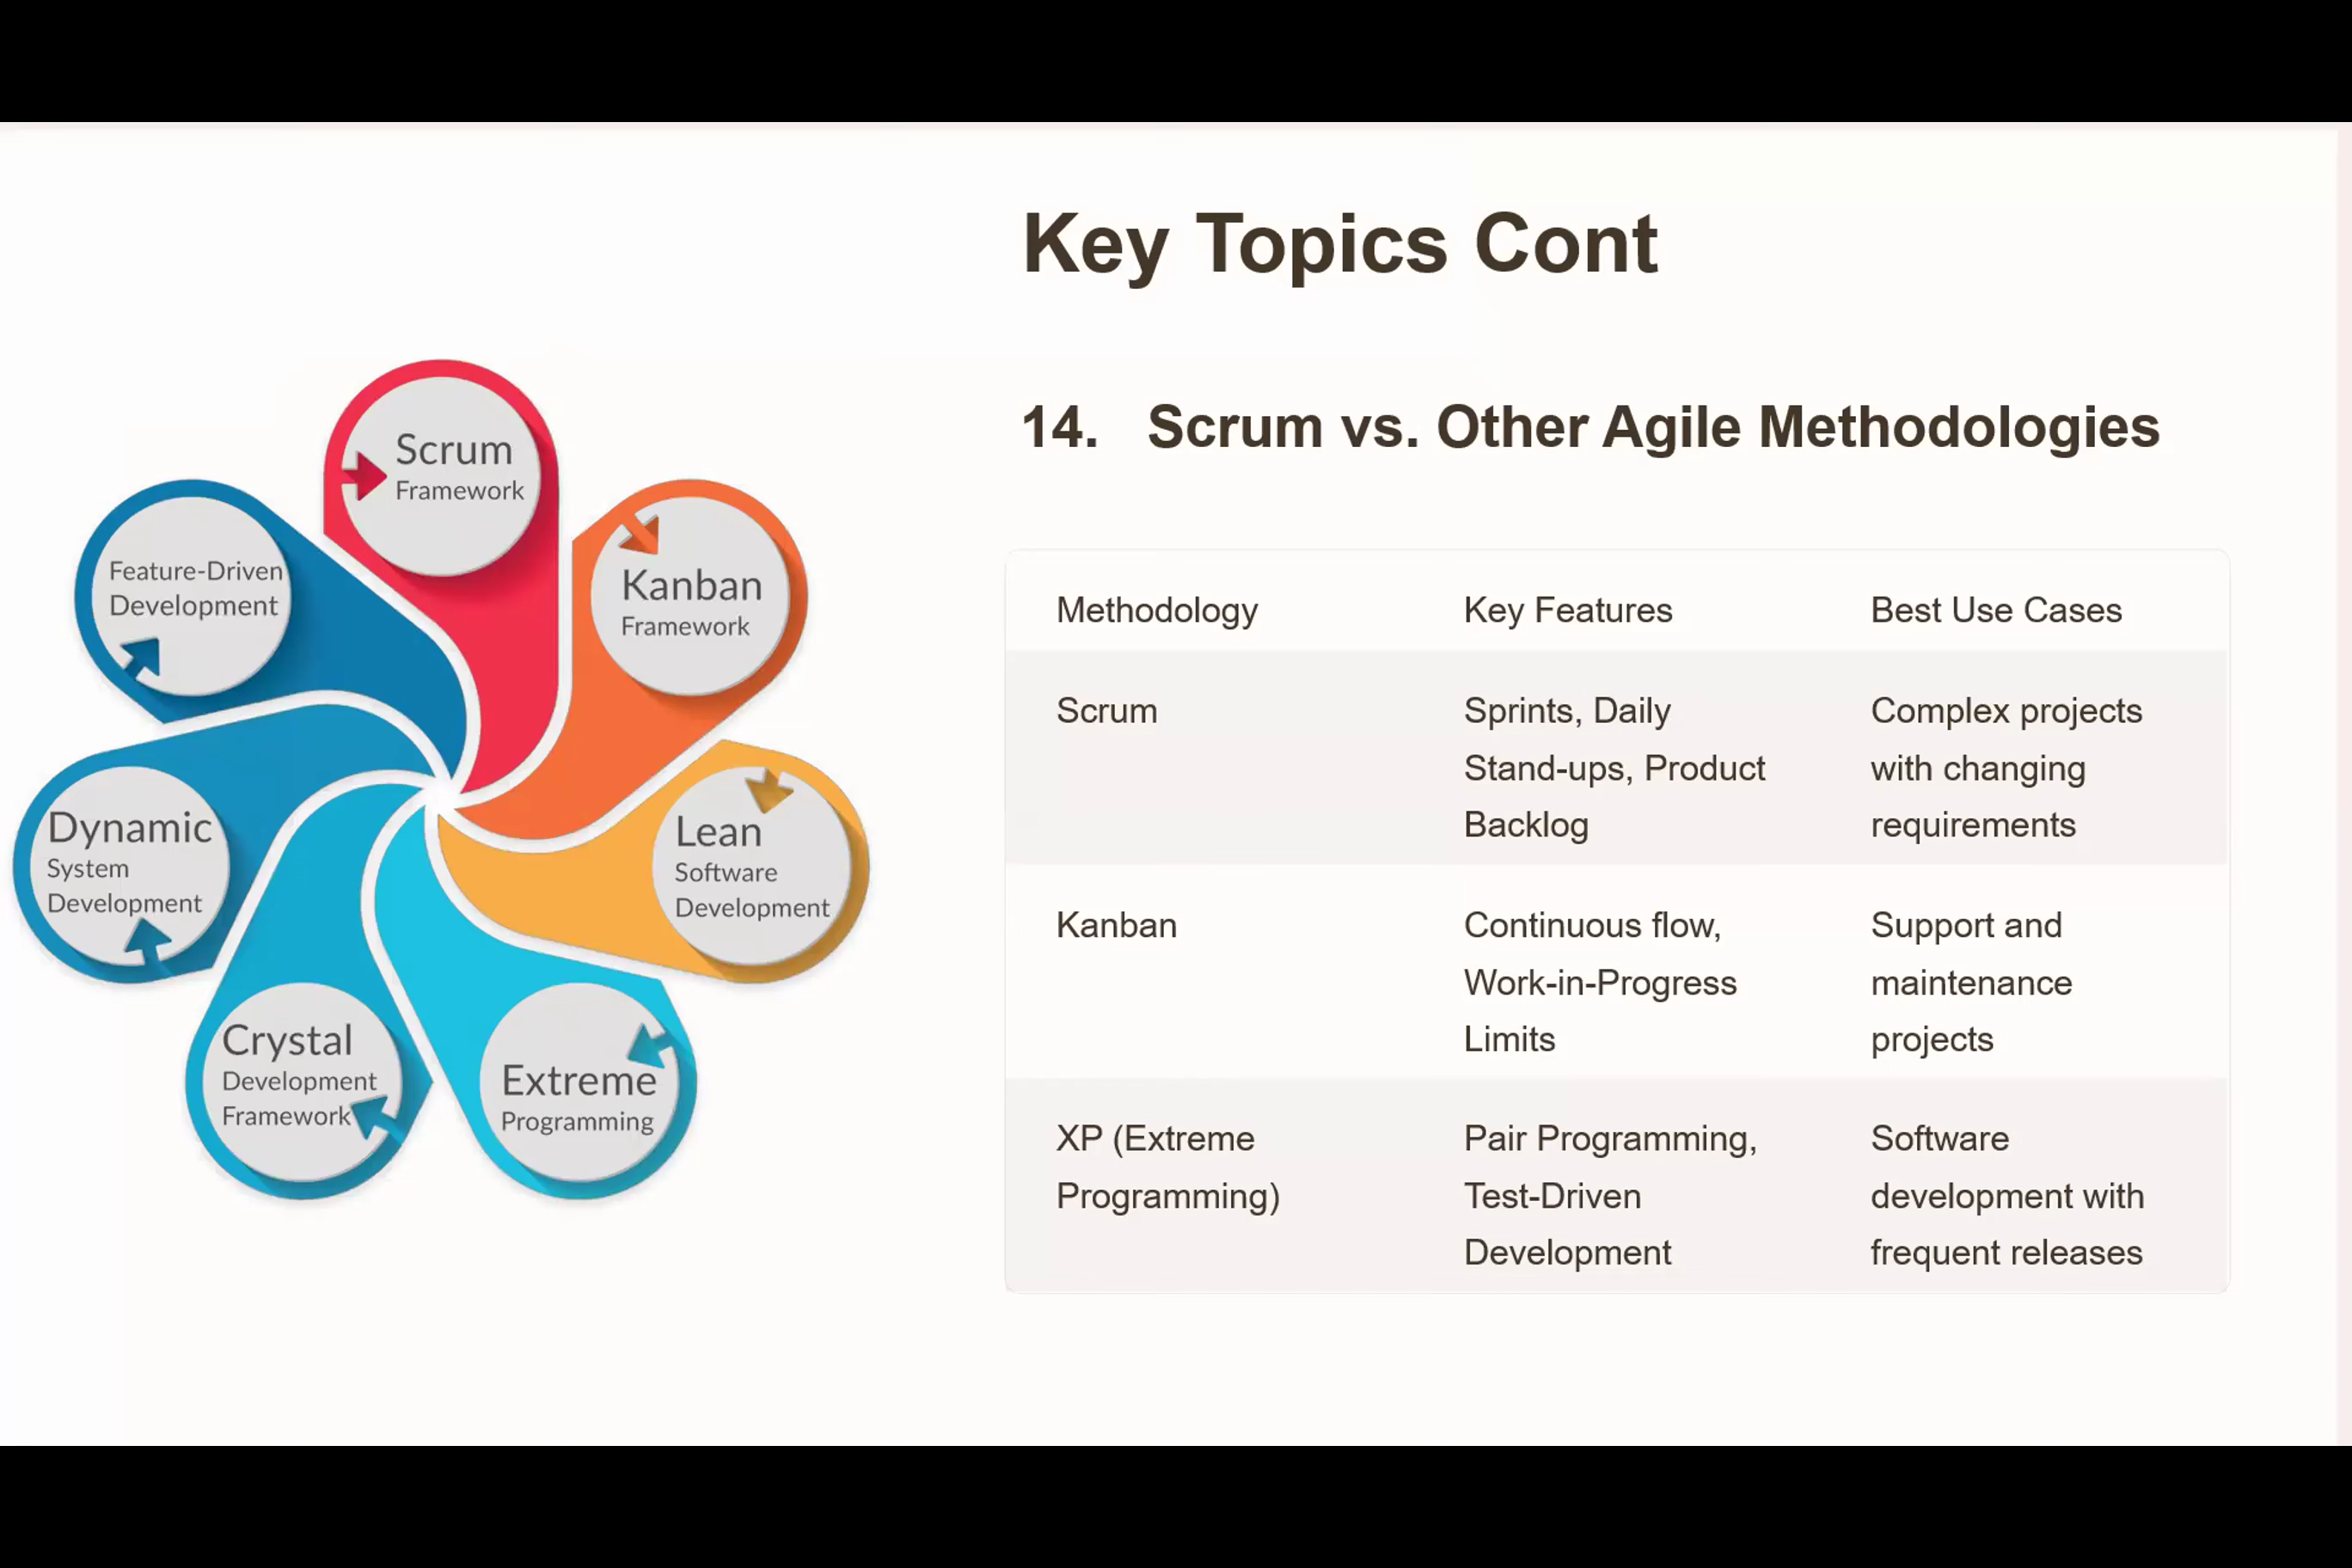 Key Topics Cont
14. Scrum vs. Other Agile Methodologies
Scrum
Framework
Kanban
Framework
Lean
Software
Development
Extreme
Programming
Crystal
Development
Framework
Dynamic
System
Development
Feature-Driven
Development
Methodology
Key Features
Best Use Cases
Scrum
Sprints, Daily
Stand-ups, Product
Backlog
Complex projects
with changing
requirements
Kanban
Continuous flow,
Work-in-Progress
Limits
Support and
maintenance
projects
XP (Extreme
Programming)
Pair Programming,
Test-Driven
Development
Software
development with
frequent releases